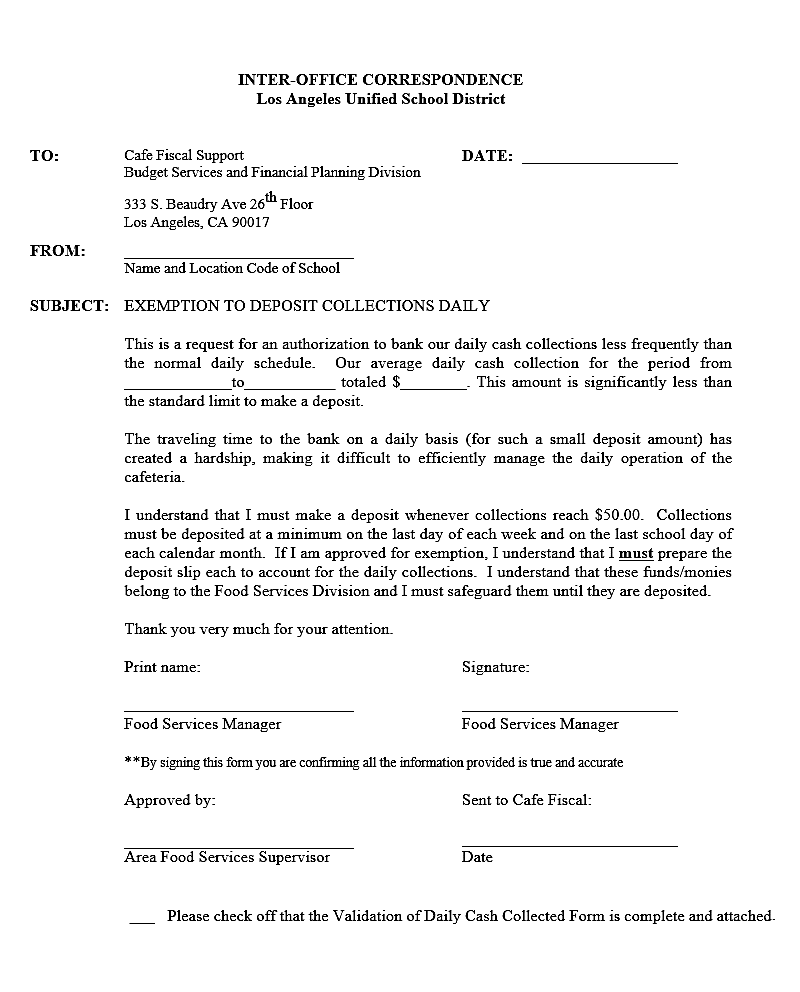 INTER-OFFICE CORRESPONDENCE
Los Angeles Unified School District
TO: Cafe Fiscal Support DATE: ____________________
Budget Services and Financial Planning Division
333 S. Beaudry Ave 26th Floor
Los Angeles, CA 90017
FROM: ______________________________
Name and Location Code of School
SUBJECT: EXEMPTION TO DEPOSIT COLLECTIONS DAILY
This is a request for an authorization to bank our daily cash collections less frequently than
the normal daily schedule. Our average daily cash collection for the period from
______________to____________ totaled $_________. This amount is significantly less than
the standard limit to make a deposit.
The traveling time to the bank on a daily basis (for such a small deposit amount) has
created a hardship, making it difficult to efficiently manage the daily operation of the
cafeteria.
I understand that I must make a deposit whenever collections reach $50.00. Collections
must be deposited at a minimum on the last day of each week and on the last school day of
each calendar month. If I am approved for exemption, I understand that I must prepare the
deposit slip each to account for the daily collections. I understand that these funds/monies
belong to the Food Services Division and I must safeguard them until they are deposited.
Thank you very much for your attention.
Print name: Signature:
______________________________ ____________________________
Food Services Manager Food Services Manager
**By signing this form you are confirming all the information provided is true and accurate
Approved by: Sent to Cafe Fiscal:
______________________________ ____________________________
Area Food Services Supervisor Date
___ Please check off that the Validation of Daily Cash Collected Form is complete and attached.